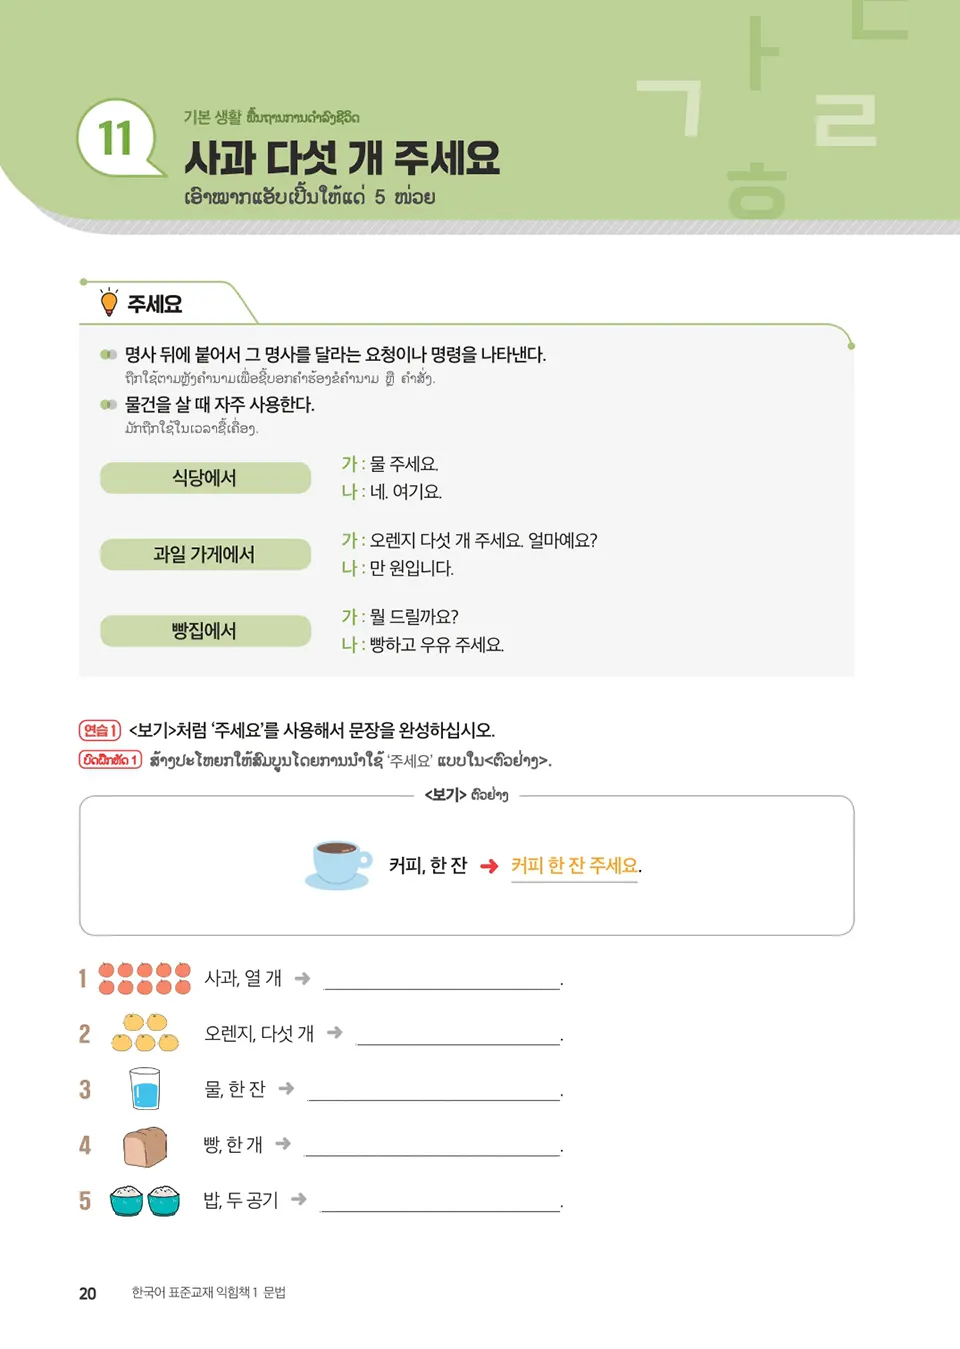 11
기본 생활 ພື້ນຖານການດຳລົງຊີວິດ
사과 다섯 개 주세요
ເອົາໝາກແອັບເປີ້ນໃຫ້ແດ່ 5 ໜ່ວຍ
ㄱ ㅏ ㄹ ㅎ ㄷ
주세요
명사 뒤에 붙어서 그 명사를 달라는 요청이나 명령을 나타낸다.
ຖືກໃຊ້ຕາມຫຼັງຄຳນາມເພື່ອຊີ້ບອກຄຳຮ້ອງຂໍຄຳນາມ ຫຼື ຄຳສັ່ງ.
물건을 살 때 자주 사용한다.
ມັກຖືກໃຊ້ໃນເວລາຊື້ເຄື່ອງ.
식당에서
가 : 물 주세요.
나 : 네. 여기요.
과일 가게에서
가 : 오렌지 다섯 개 주세요. 얼마예요?
나 : 만 원입니다.
빵집에서
가 : 뭘 드릴까요?
나 : 빵하고 우유 주세요.
연습 1 <보기>처럼 ‘주세요’를 사용해서 문장을 완성하십시오.
ບົດຝຶກຫັດ 1 ສ້າງປະໂຫຍກໃຫ້ສົມບູນໂດຍການນຳໃຊ້ ‘주세요’ ແບບໃນ<ຕົວຢ່າງ>.
<보기> ຕົວຢ່າງ
커피, 한 잔 ➜ 커피 한 잔 주세요.
1 사과, 열 개 ➜ .
2 오렌지, 다섯 개 ➜ .
3 물, 한 잔 ➜ .
4 빵, 한 개 ➜ .
5 밥, 두 공기 ➜ .
20 한국어 표준교재 익힘책 1 문법